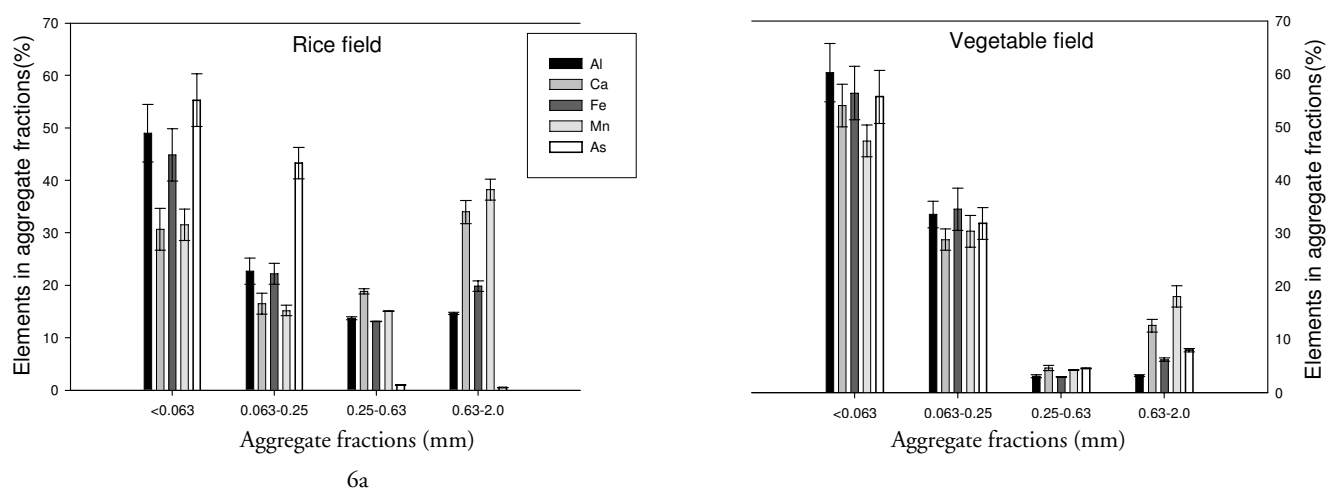 Rice field
Elements in aggregate fractions(%)
70
60
50
40
30
20
10
0
Al
Ca
Fe
Mn
As
<0.063
0.063-0.25
0.25-0.63
0.63-2.0
Aggregate fractions (mm)
6a
Vegetable field
70
60
50
40
30
20
10
0
Elements in aggregate fractions(%)
<0.063
0.063-0.25
0.25-0.63
0.63-2.0
Aggregate fractions (mm)